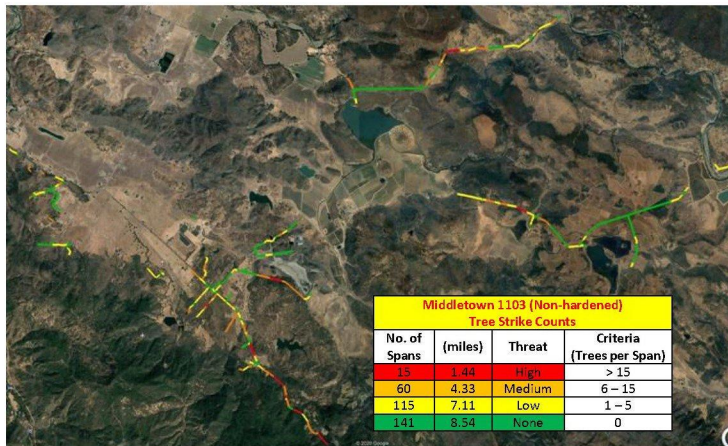 Middletown 1103 (Non-hardened)
Tree Strike Counts
No. of Spans (miles) Threat Criteria (Trees per Span)
15 1.44 High > 15
60 4.33 Medium 6 – 15
115 7.11 Low 1 – 5
141 8.54 None 0
© 2020 Google